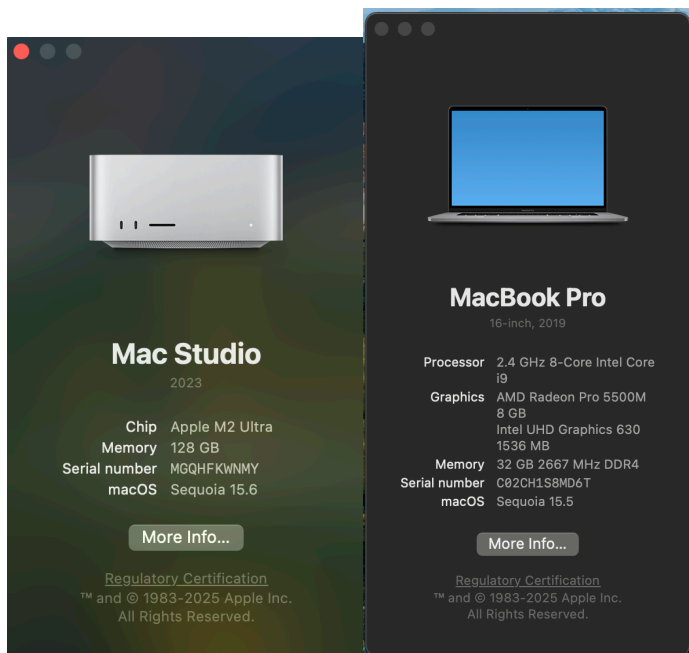 Mac Studio
2023
Chip Apple M2 Ultra
Memory 128 GB
Serial number MGQHFKWNMY
macOS Sequoia 15.6
More Info...
Regulatory Certification
™ and © 1983-2025 Apple Inc.
All Rights Reserved.
MacBook Pro
16-inch, 2019
Processor 2.4 GHz 8-Core Intel Core
i9
Graphics AMD Radeon Pro 5500M
8 GB
Intel UHD Graphics 630
1536 MB
Memory 32 GB 2667 MHz DDR4
Serial number C02CH1S8MD6T
macOS Sequoia 15.5
More Info...
Regulatory Certification
™ and © 1983-2025 Apple Inc.
All Rights Reserved.